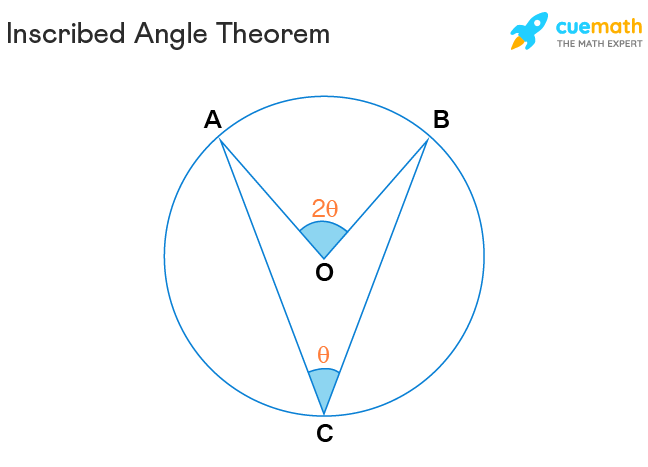 Inscribed Angle Theorem
cuemath
THE MATH EXPERT
A
B
2θ
O
θ
C